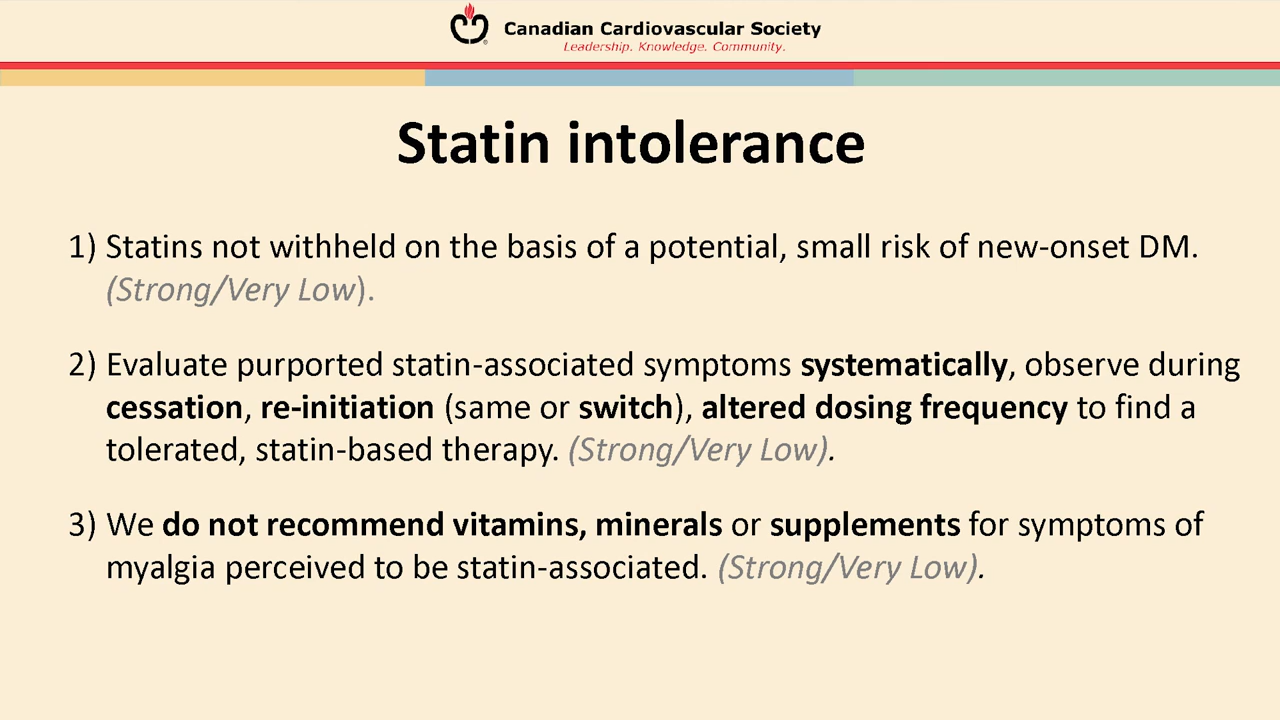 Canadian Cardiovascular Society
Leadership. Knowledge. Community.
Statin intolerance
1) Statins not withheld on the basis of a potential, small risk of new-onset DM.
(Strong/Very Low).
2) Evaluate purported statin-associated symptoms systematically, observe during
cessation, re-initiation (same or switch), altered dosing frequency to find a
tolerated, statin-based therapy. (Strong/Very Low).
3) We do not recommend vitamins, minerals or supplements for symptoms of
myalgia perceived to be statin-associated. (Strong/Very Low).